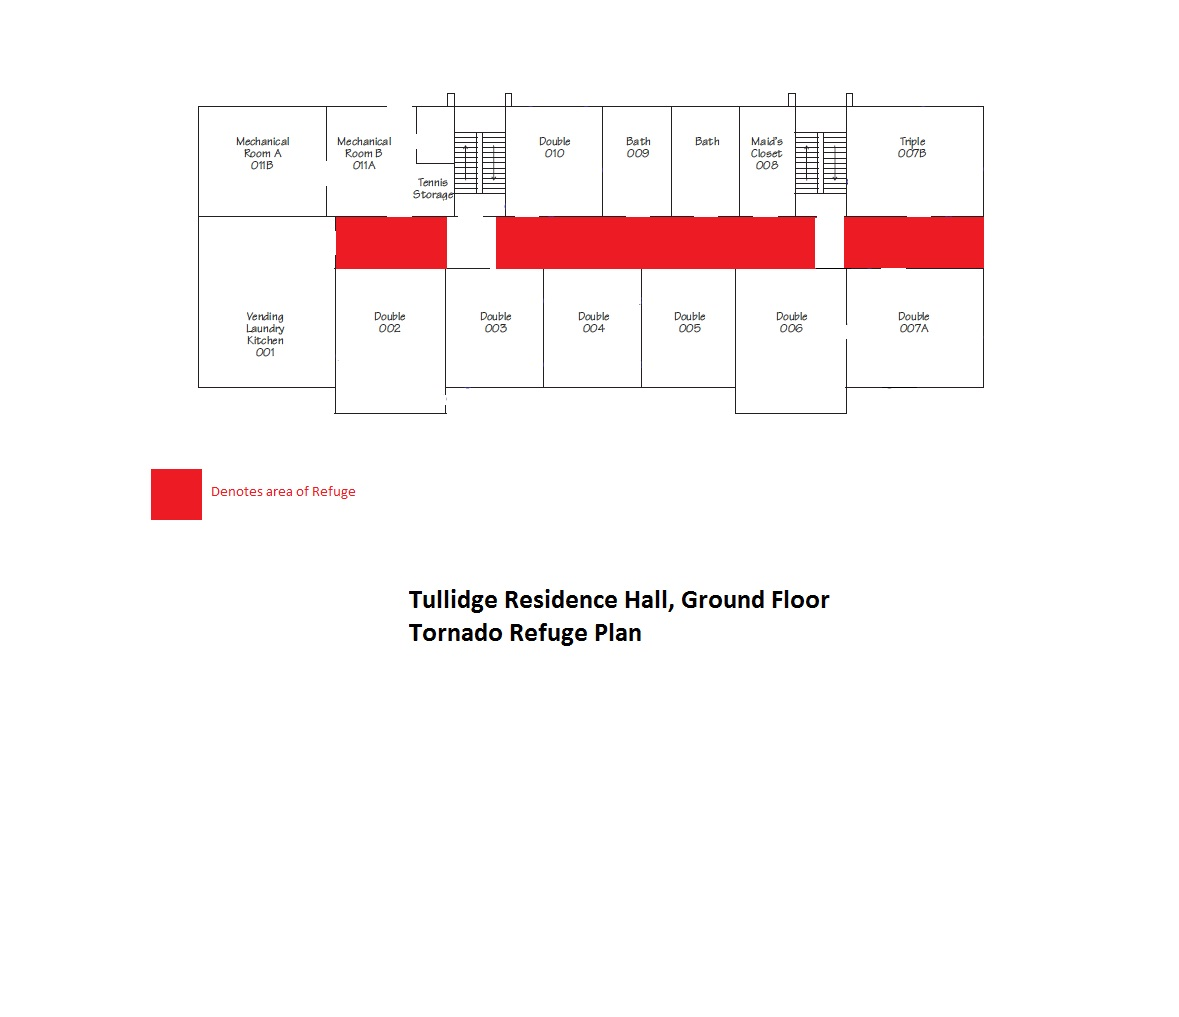 Mechanical
Room A
011B
Mechanical
Room B
011A
Tennis
Storage
Double
010
Bath
009
Bath
Maid's
Closet
008
Triple
007B
Vending
Laundry
Kitchen
001
Double
002
Double
003
Double
004
Double
005
Double
006
Double
007A
Denotes area of Refuge
Tullidge Residence Hall, Ground Floor
Tornado Refuge Plan